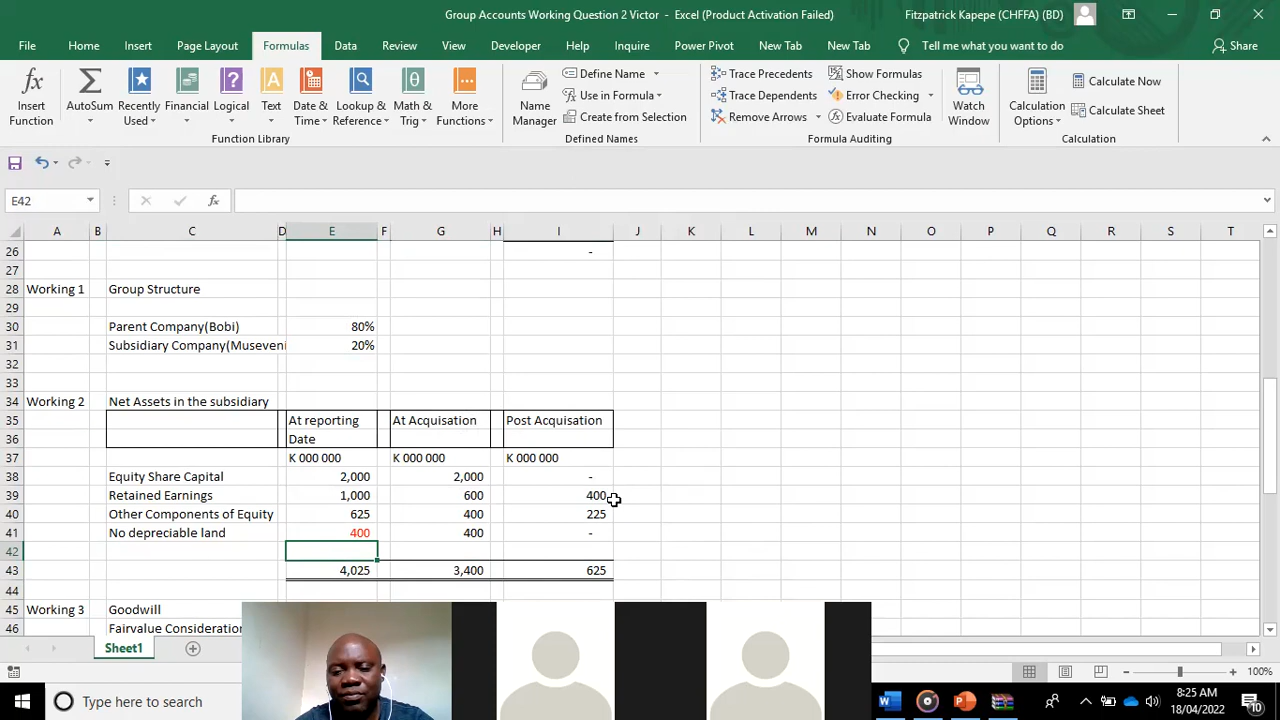 Group Accounts Working Question 2 Victor - Excel (Product Activation Failed)
Fitzpatrick Kapepe (CHFFA) (BD)
File Home Insert Page Layout Formulas Data Review View Developer Help Inquire Power Pivot New Tab New Tab Tell me what you want to do Share
Insert Function
AutoSum
Recently Used
Financial
Logical
Text
Date & Time
Lookup & Reference
Math & Trig
More Functions
Function Library
Name Manager
Define Name
Use in Formula
Create from Selection
Defined Names
Trace Precedents
Trace Dependents
Remove Arrows
Show Formulas
Error Checking
Evaluate Formula
Formula Auditing
Watch Window
Calculation Options
Calculate Now
Calculate Sheet
Calculation
E42
fx
A B C D E F G H I J K L M N O P Q R S T
26 -
27
28 Working 1 Group Structure
29
30 Parent Company(Bobi) 80%
31 Subsidiary Company(Museveni 20%
32
33
34 Working 2 Net Assets in the subsidiary
35 At reporting At Acquisation Post Acquisation
36 Date
37 K 000 000 K 000 000 K 000 000
38 Equity Share Capital 2,000 2,000 -
39 Retained Earnings 1,000 600 400
40 Other Components of Equity 625 400 225
41 No depreciable land 400 400 -
42
43 4,025 3,400 625
44
45 Working 3 Goodwill
46 Fairvalue Consideration
Sheet1
100%
Type here to search
8:25 AM
18/04/2022
10